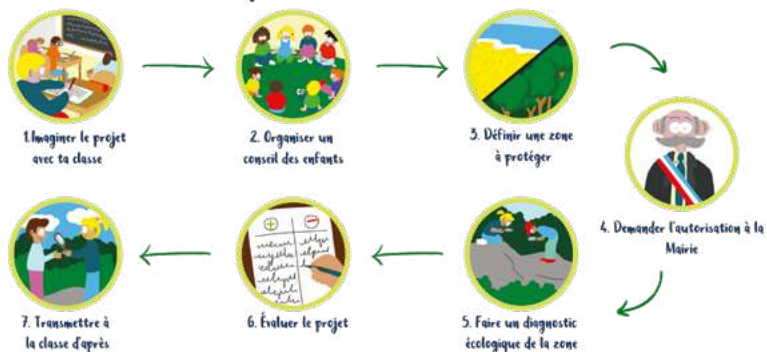 1.Imaginer le projet
avec ta classe
2. Organiser un
conseil des enfants
3. Définir une zone
à protéger
4. Demander l'autorisation à la
Mairie
5. Faire un diagnostic
écologique de la zone
6. Évaluer le projet
7. Transmettre à
la classe d'après